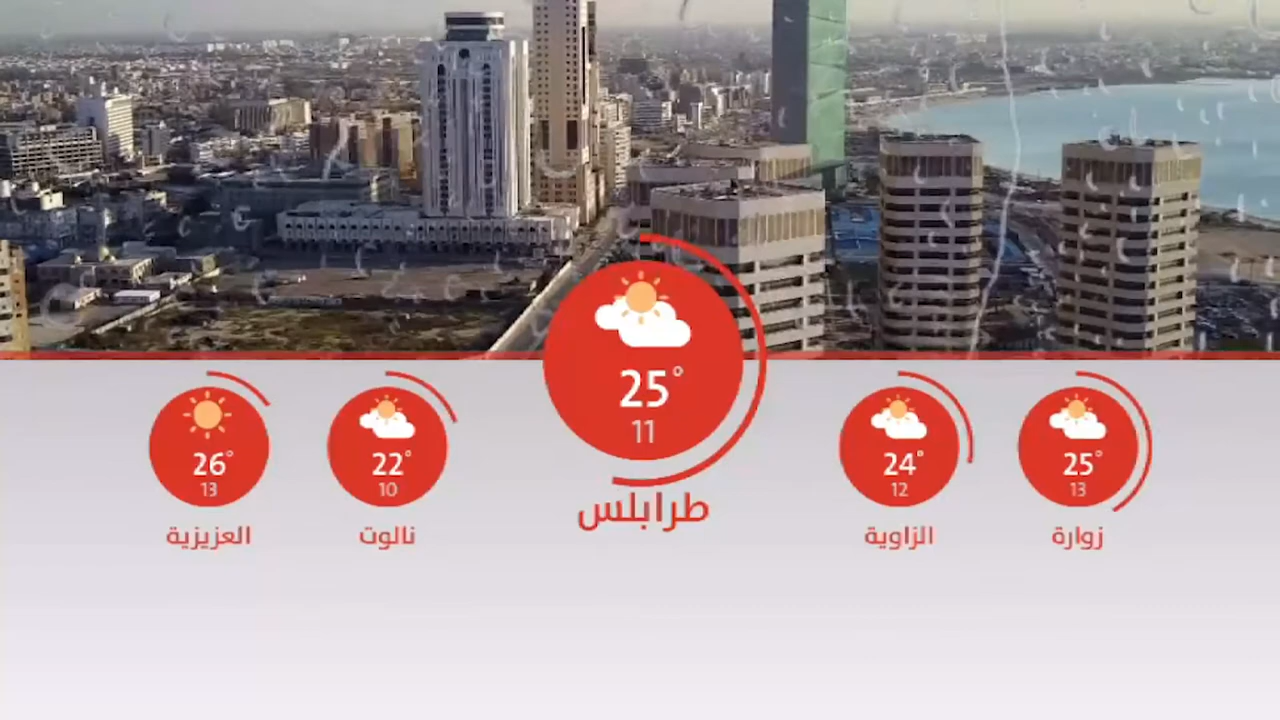 25°
11
طرابلس
25°
13
زوارة
24°
12
الزاوية
22°
10
نالوت
26°
13
العزيزية